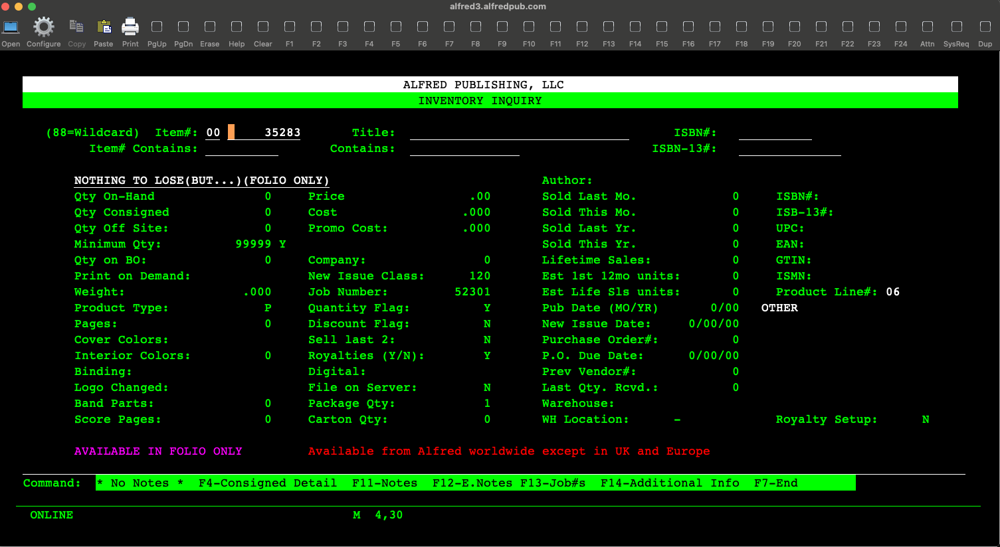 alfred3.alfredpub.com
Open Configure Copy Paste Print PgUp PgDn Erase Help Clear F1 F2 F3 F4 F5 F6 F7 F8 F9 F10 F11 F12 F13 F14 F15 F16 F17 F18 F19 F20 F21 F22 F23 F24 Attn SysReq Dup
ALFRED PUBLISHING, LLC
INVENTORY INQUIRY
(88=Wildcard) Item#: 00 35283 Title: ISBN#:
Item# Contains: Contains: ISBN-13#:
NOTHING TO LOSE(BUT...)(FOLIO ONLY) Author:
Qty On-Hand 0 Price .00 Sold Last Mo. 0 ISBN#:
Qty Consigned 0 Cost .000 Sold This Mo. 0 ISB-13#:
Qty Off Site: 0 Promo Cost: .000 Sold Last Yr. 0 UPC:
Minimum Qty: 99999 Y Sold This Yr. 0 EAN:
Qty on BO: 0 Company: 0 Lifetime Sales: 0 GTIN:
Print on Demand: New Issue Class: 120 Est 1st 12mo units: 0 ISMN:
Weight: .000 Job Number: 52301 Est Life Sls units: 0 Product Line#: 06
Product Type: P Quantity Flag: Y Pub Date (MO/YR) 0/00 OTHER
Pages: 0 Discount Flag: N New Issue Date: 0/00/00
Cover Colors: Sell last 2: N Purchase Order#: 0
Interior Colors: 0 Royalties (Y/N): Y P.O. Due Date: 0/00/00
Binding: Digital: Prev Vendor#: 0
Logo Changed: File on Server: N Last Qty. Rcvd.: 0
Band Parts: 0 Package Qty: 1 Warehouse:
Score Pages: 0 Carton Qty: 0 WH Location: - Royalty Setup: N
AVAILABLE IN FOLIO ONLY Available from Alfred worldwide except in UK and Europe
Command: * No Notes * F4-Consigned Detail F11-Notes F12-E.Notes F13-Job#s F14-Additional Info F7-End
ONLINE M 4,30